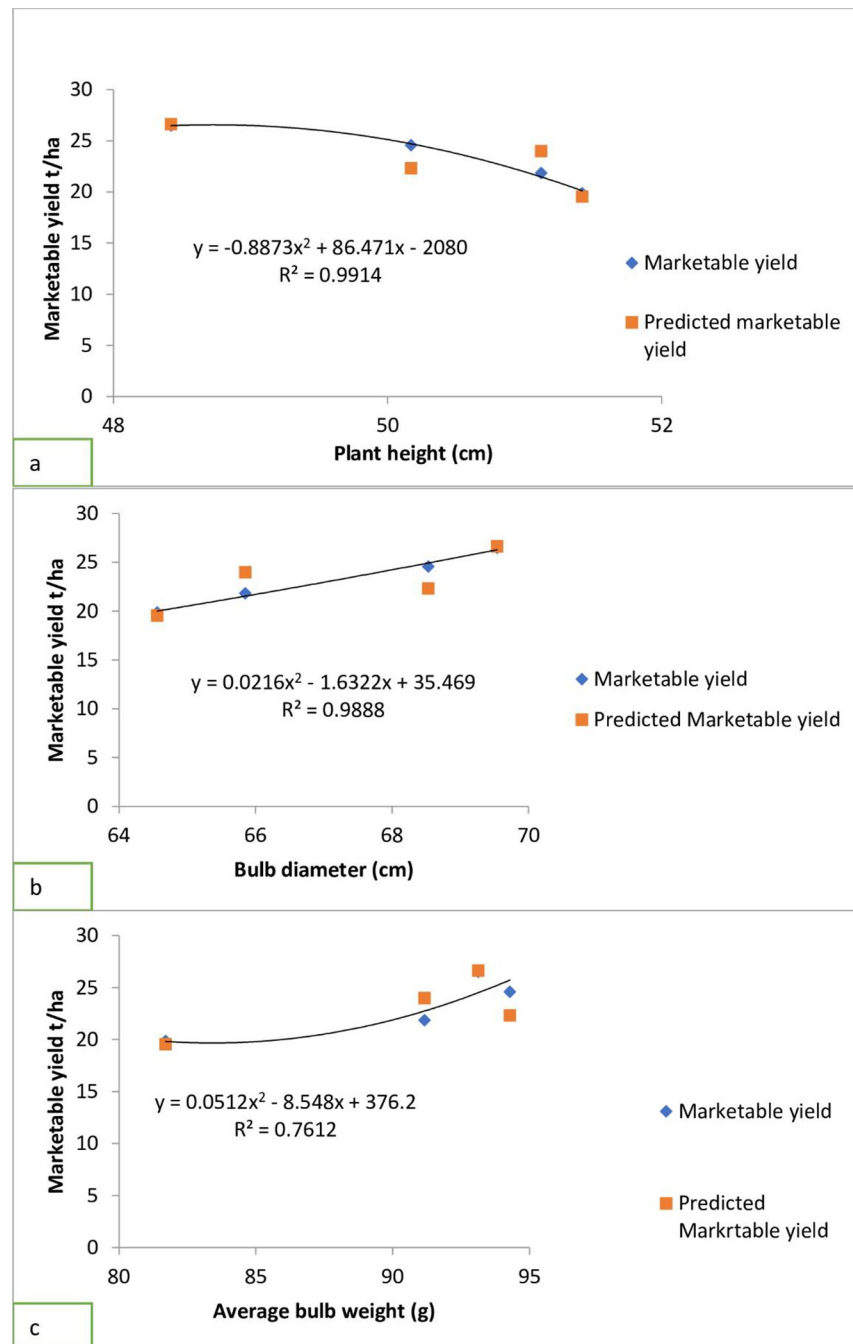 Marketable yield t/ha
30
25
20
15
10
5
0
y = -0.8873x² + 86.471x - 2080
R² = 0.9914
Marketable yield
Predicted marketable
yield
48
50
52
Plant height (cm)
a
Marketable yield t/ha
30
25
20
15
10
5
0
y = 0.0216x² - 1.6322x + 35.469
R² = 0.9888
Marketable yield
Predicted Marketable yield
64
66
68
70
Bulb diameter (cm)
b
Marketable yield t/ha
30
25
20
15
10
5
0
y = 0.0512x² - 8.548x + 376.2
R² = 0.7612
Marketable yield
Predicted
Markrtable yield
80
85
90
95
Average bulb weight (g)
c